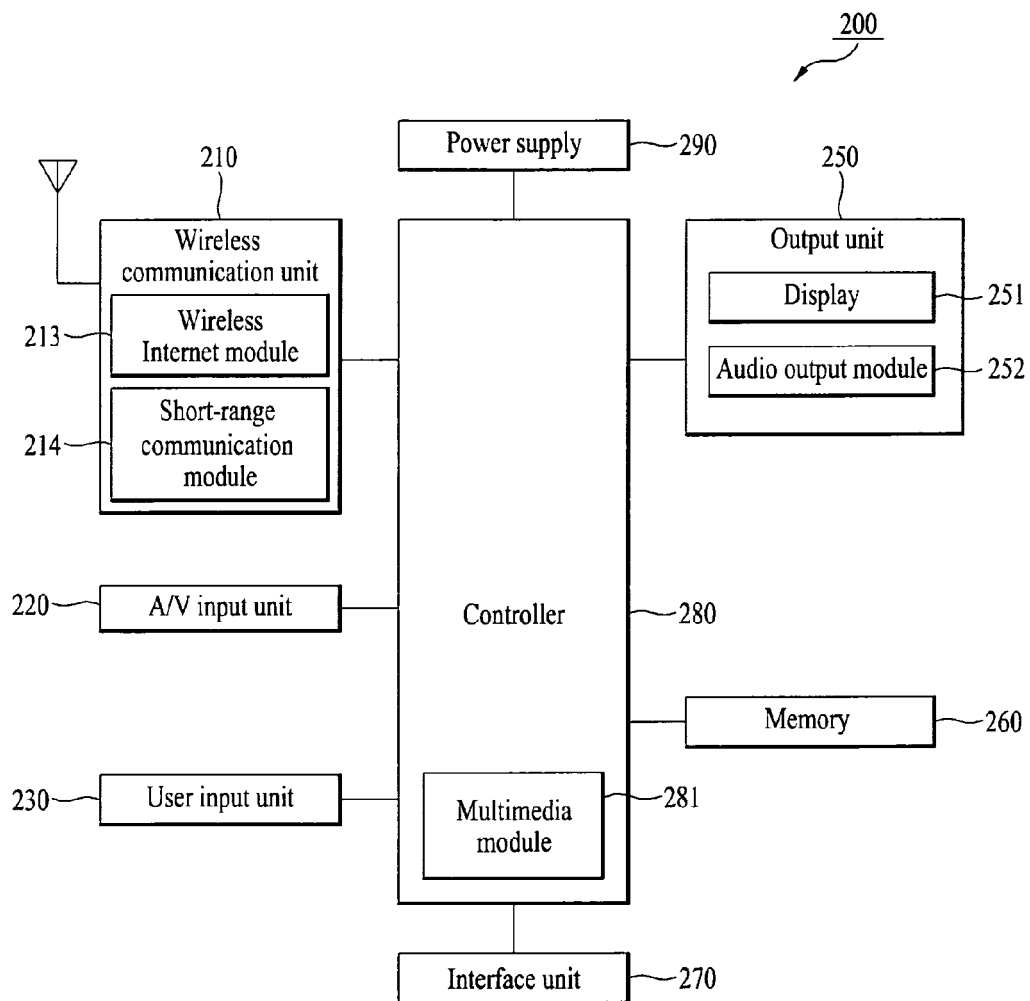 200
Power supply
290
210
Wireless
communication unit
213
Wireless
Internet module
214
Short-range
communication
module
250
Output unit
Display
251
Audio output module
252
220
A/V input unit
Controller
280
Memory
260
230
User input unit
281
Multimedia
module
Interface unit
270